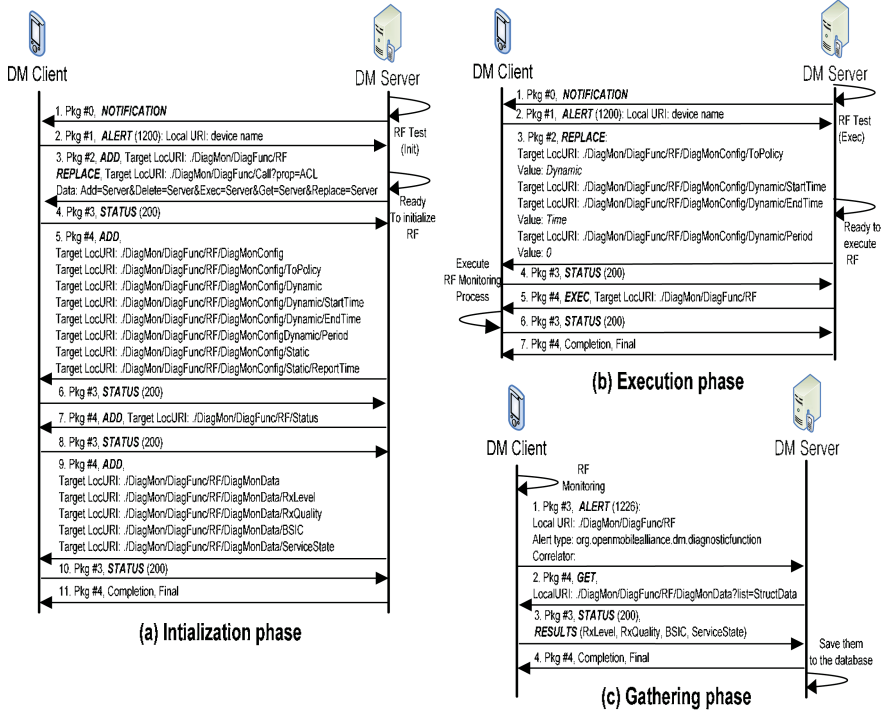 DM Client
DM Server
1. Pkg #0, NOTIFICATION
RF Test
(Init)
2. Pkg #1, ALERT (1200): Local URI: device name
3. Pkg #2, ADD, Target LocURI: ./DiagMon/DiagFunc/RF
REPLACE, Target LocURI: ./DiagMon/DiagFunc/Call?prop=ACL
Data: Add=Server&Delete=Server&Exec=Server&Get=Server&Replace=Server
Ready
To initialize
RF
4. Pkg #3, STATUS (200)
5. Pkg #4, ADD,
Target LocURI: ./DiagMon/DiagFunc/RF/DiagMonConfig
Target LocURI: ./DiagMon/DiagFunc/RF/DiagMonConfig/ToPolicy
Target LocURI: ./DiagMon/DiagFunc/RF/DiagMonConfig/Dynamic
Target LocURI: ./DiagMon/DiagFunc/RF/DiagMonConfig/Dynamic/StartTime
Target LocURI: ./DiagMon/DiagFunc/RF/DiagMonConfig/Dynamic/EndTime
Target LocURI: ./DiagMon/DiagFunc/RF/DiagMonConfigDynamic/Period
Target LocURI: ./DiagMon/DiagFunc/RF/DiagMonConfig/Static
Target LocURI: ./DiagMon/DiagFunc/RF/DiagMonConfig/Static/ReportTime
6. Pkg #3, STATUS (200)
7. Pkg #4, ADD, Target LocURI: ./DiagMon/DiagFunc/RF/Status
8. Pkg #3, STATUS (200)
9. Pkg #4, ADD,
Target LocURI: ./DiagMon/DiagFunc/RF/DiagMonData
Target LocURI: ./DiagMon/DiagFunc/RF/DiagMonData/RxLevel
Target LocURI: ./DiagMon/DiagFunc/RF/DiagMonData/RxQuality
Target LocURI: ./DiagMon/DiagFunc/RF/DiagMonData/BSIC
Target LocURI: ./DiagMon/DiagFunc/RF/DiagMonData/ServiceState
10. Pkg #3, STATUS (200)
11. Pkg #4, Completion, Final
(a) Intialization phase
DM Client
DM Server
1. Pkg #0, NOTIFICATION
2. Pkg #1, ALERT (1200): Local URI: device name
RF Test
(Exec)
3. Pkg #2, REPLACE:
Target LocURI: ./DiagMon/DiagFunc/RF/DiagMonConfig/ToPolicy
Value: Dynamic
Target LocURI: ./DiagMon/DiagFunc/RF/DiagMonConfig/Dynamic/StartTime
Target LocURI: ./DiagMon/DiagFunc/RF/DiagMonConfig/Dynamic/EndTime
Value: Time
Target LocURI: ./DiagMon/DiagFunc/RF/DiagMonConfig/Dynamic/Period
Value: 0
Ready to
execute
RF
Execute
RF Monitoring
Process
4. Pkg #3, STATUS (200)
5. Pkg #4, EXEC, Target LocURI: ./DiagMon/DiagFunc/RF
6. Pkg #3, STATUS (200)
7. Pkg #4, Completion, Final
(b) Execution phase
DM Client
DM Server
RF
Monitoring
1. Pkg #3, ALERT (1226):
Local URI: ./DiagMon/DiagFunc/RF
Alert type: org.openmobilealliance.dm.diagnosticfunction
Correlator:
2. Pkg #4, GET,
LocalURI: ./DiagMon/DiagFunc/RF/DiagMonData?list=StructData
3. Pkg #3, STATUS (200),
RESULTS (RxLevel, RxQuality, BSIC, ServiceState)
4. Pkg #4, Completion, Final
Save them
to the database
(c) Gathering phase